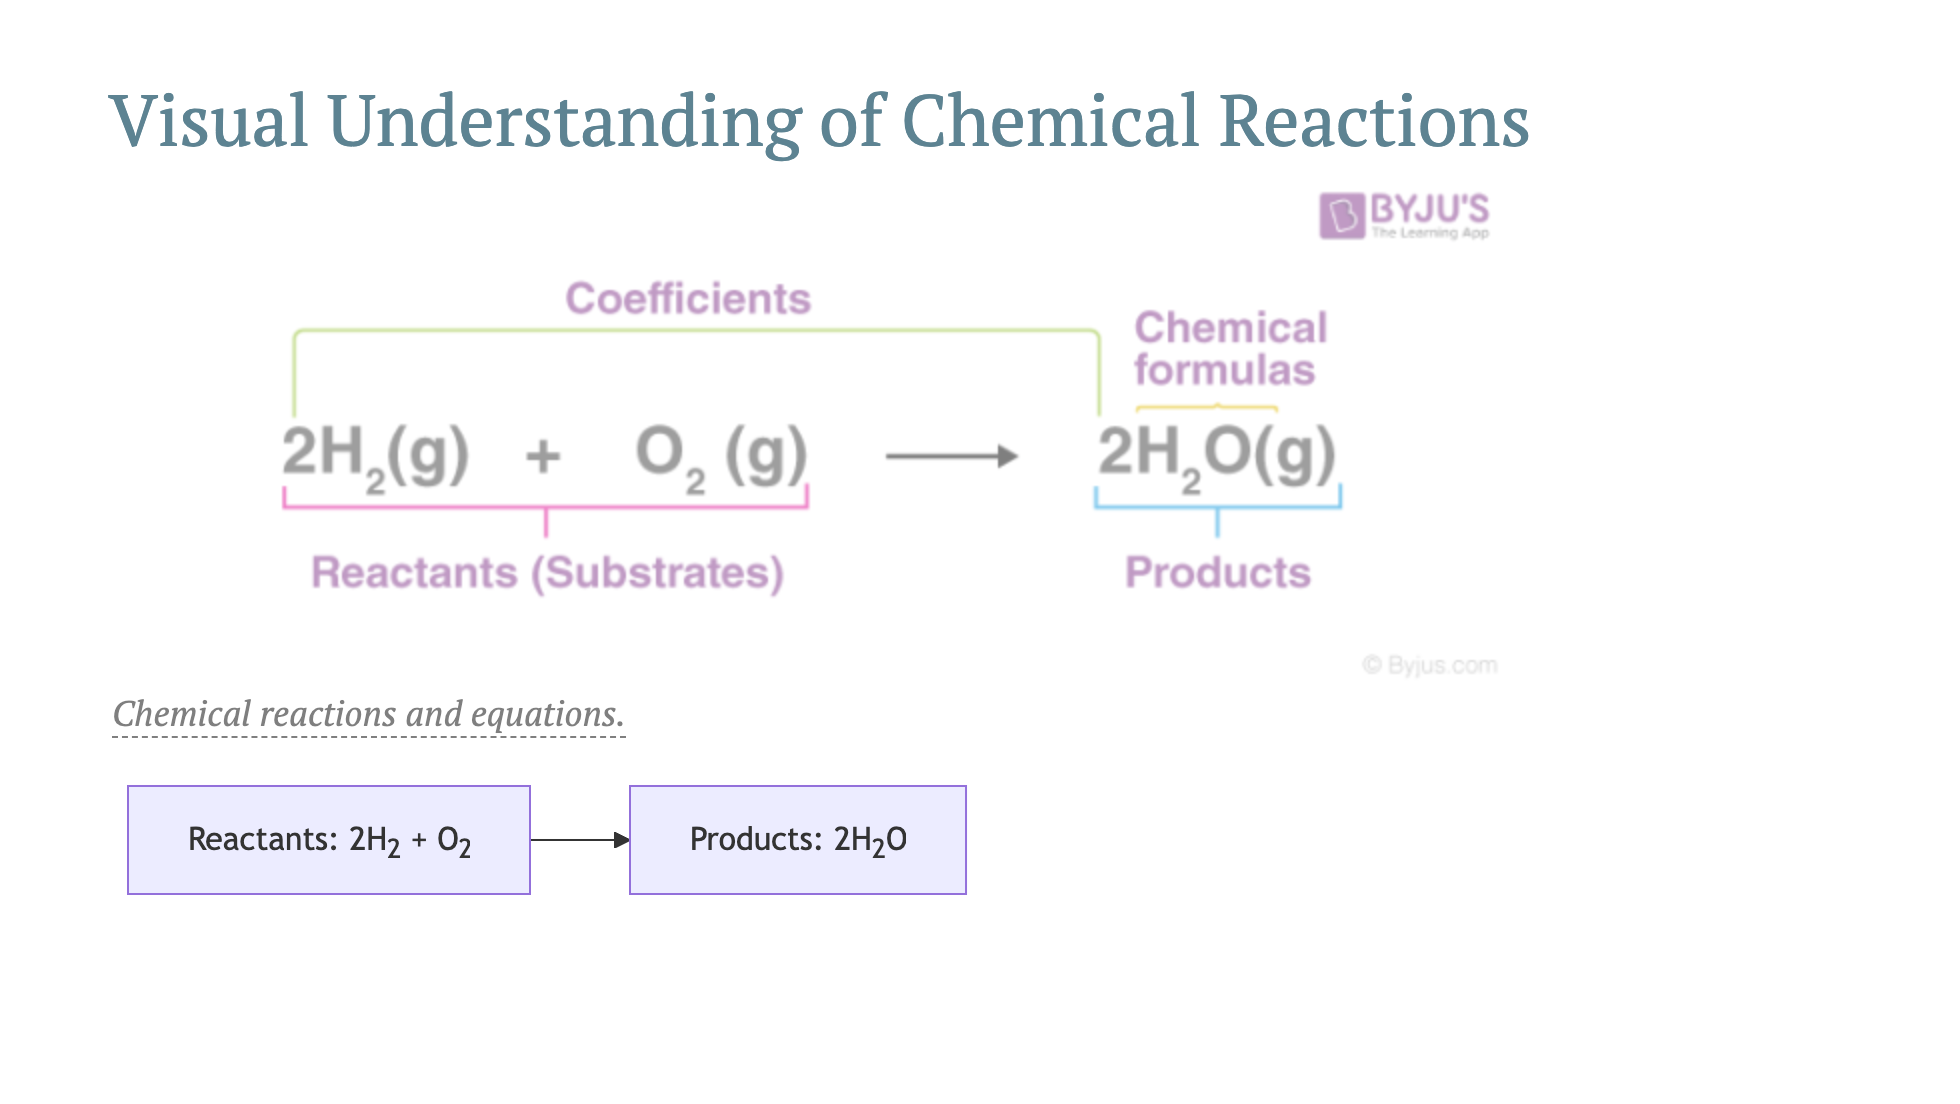 Visual Understanding of Chemical Reactions
BYJU'S
The Learning App
Coefficients
Chemical
formulas
2H₂(g) + O₂ (g) ⟶ 2H₂O(g)
Reactants (Substrates) Products
© Byjus.com
Chemical reactions and equations.
Reactants: 2H₂ + O₂
Products: 2H₂O